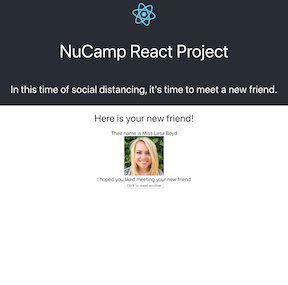 NuCamp React Project
In this time of social distancing, it's time to meet a new friend.
Here is your new friend!
Their name is Miss Lesa Boyd
I hoped you liked meeting your new friend
Click to meet another